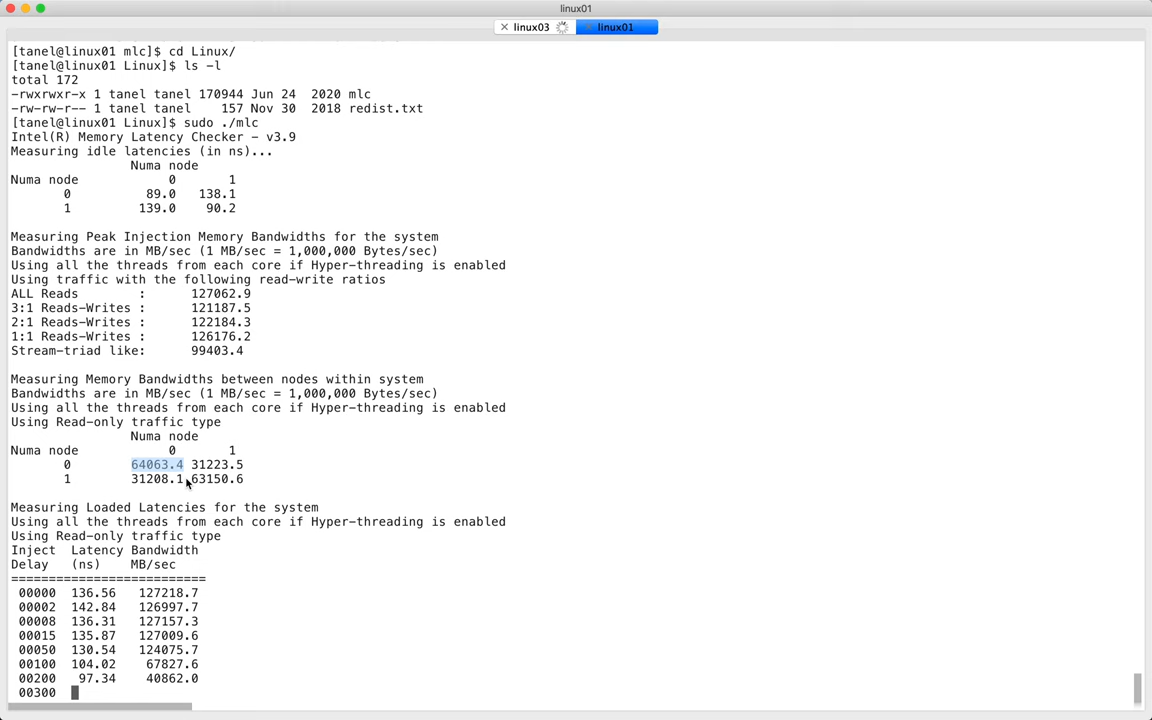 linux01
× linux03
linux01
[tanel@linux01 mlc]$ cd Linux/
[tanel@linux01 Linux]$ ls -l
total 172
-rwxrwxr-x 1 tanel tanel 170944 Jun 24  2020 mlc
-rw-rw-r-- 1 tanel tanel    157 Nov 30  2018 redist.txt
[tanel@linux01 Linux]$ sudo ./mlc
Intel(R) Memory Latency Checker - v3.9
Measuring idle latencies (in ns)...
                Numa node
Numa node            0       1
       0          89.0   138.1
       1         139.0    90.2

Measuring Peak Injection Memory Bandwidths for the system
Bandwidths are in MB/sec (1 MB/sec = 1,000,000 Bytes/sec)
Using all the threads from each core if Hyper-threading is enabled
Using traffic with the following read-write ratios
ALL Reads        :      127062.9
3:1 Reads-Writes :      121187.5
2:1 Reads-Writes :      122184.3
1:1 Reads-Writes :      126176.2
Stream-triad like:      99403.4

Measuring Memory Bandwidths between nodes within system
Bandwidths are in MB/sec (1 MB/sec = 1,000,000 Bytes/sec)
Using all the threads from each core if Hyper-threading is enabled
Using Read-only traffic type
                Numa node
Numa node            0       1
       0        64063.4 31223.5
       1        31208.1 63150.6

Measuring Loaded Latencies for the system
Using all the threads from each core if Hyper-threading is enabled
Using Read-only traffic type
Inject  Latency Bandwidth
Delay   (ns)    MB/sec
==========================
 00000  136.56   127218.7
 00002  142.84   126997.7
 00008  136.31   127157.3
 00015  135.87   127009.6
 00050  130.54   124075.7
 00100  104.02    67827.6
 00200   97.34    40862.0
 00300